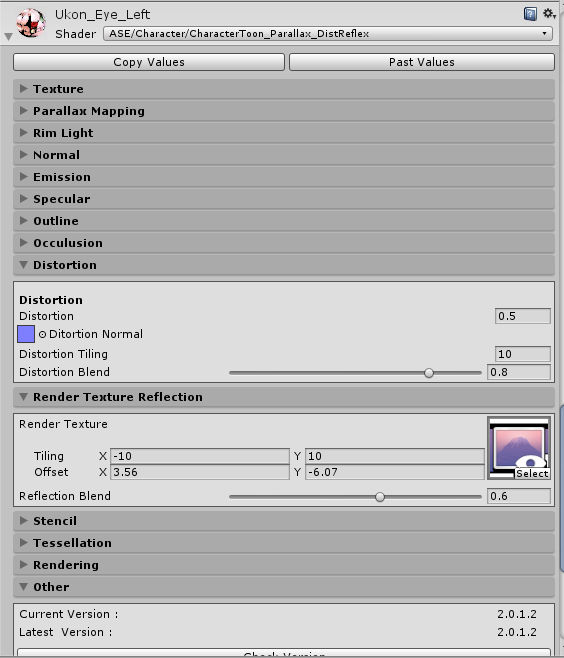 Ukon_Eye_Left
Shader ASE/Character/CharacterToon_Parallax_DistReflex
Copy Values Past Values
Texture
Parallax Mapping
Rim Light
Normal
Emission
Specular
Outline
Occulusion
Distortion
Distortion
Distortion 0.5
Ditortion Normal
Distortion Tiling 10
Distortion Blend 0.8
Render Texture Reflection
Render Texture
Tiling X -10 Y 10
Offset X 3.56 Y -6.07
Select
Reflection Blend 0.6
Stencil
Tessellation
Rendering
Other
Current Version : 2.0.1.2
Latest Version : 2.0.1.2
Check Version